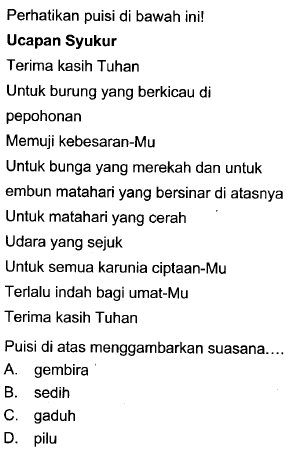 Perhatikan puisi di bawah ini!
Ucapan Syukur
Terima kasih Tuhan
Untuk burung yang berkicau di
pepohonan
Memuji kebesaran-Mu
Untuk bunga yang merekah dan untuk
embun matahari yang bersinar di atasnya
Untuk matahari yang cerah
Udara yang sejuk
Untuk semua karunia ciptaan-Mu
Terlalu indah bagi umat-Mu
Terima kasih Tuhan
Puisi di atas menggambarkan suasana....
A. gembira
B. sedih
C. gaduh
D. pilu